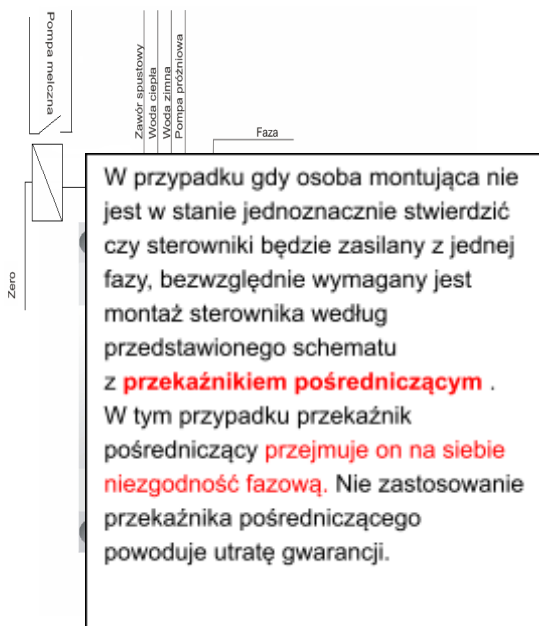 Pompa melczna
Zawór spustowy
Woda ciepła
Woda zimna
Pompa próżniowa
Faza
Zero
W przypadku gdy osoba montująca nie
jest w stanie jednoznacznie stwierdzić
czy sterowniki będzie zasilany z jednej
fazy, bezwzględnie wymagany jest
montaż sterownika według
przedstawionego schematu
z przekaźnikiem pośredniczącym .
W tym przypadku przekaźnik
pośredniczący przejmuje on na siebie
niezgodność fazową. Nie zastosowanie
przekaźnika pośredniczącego
powoduje utratę gwarancji.